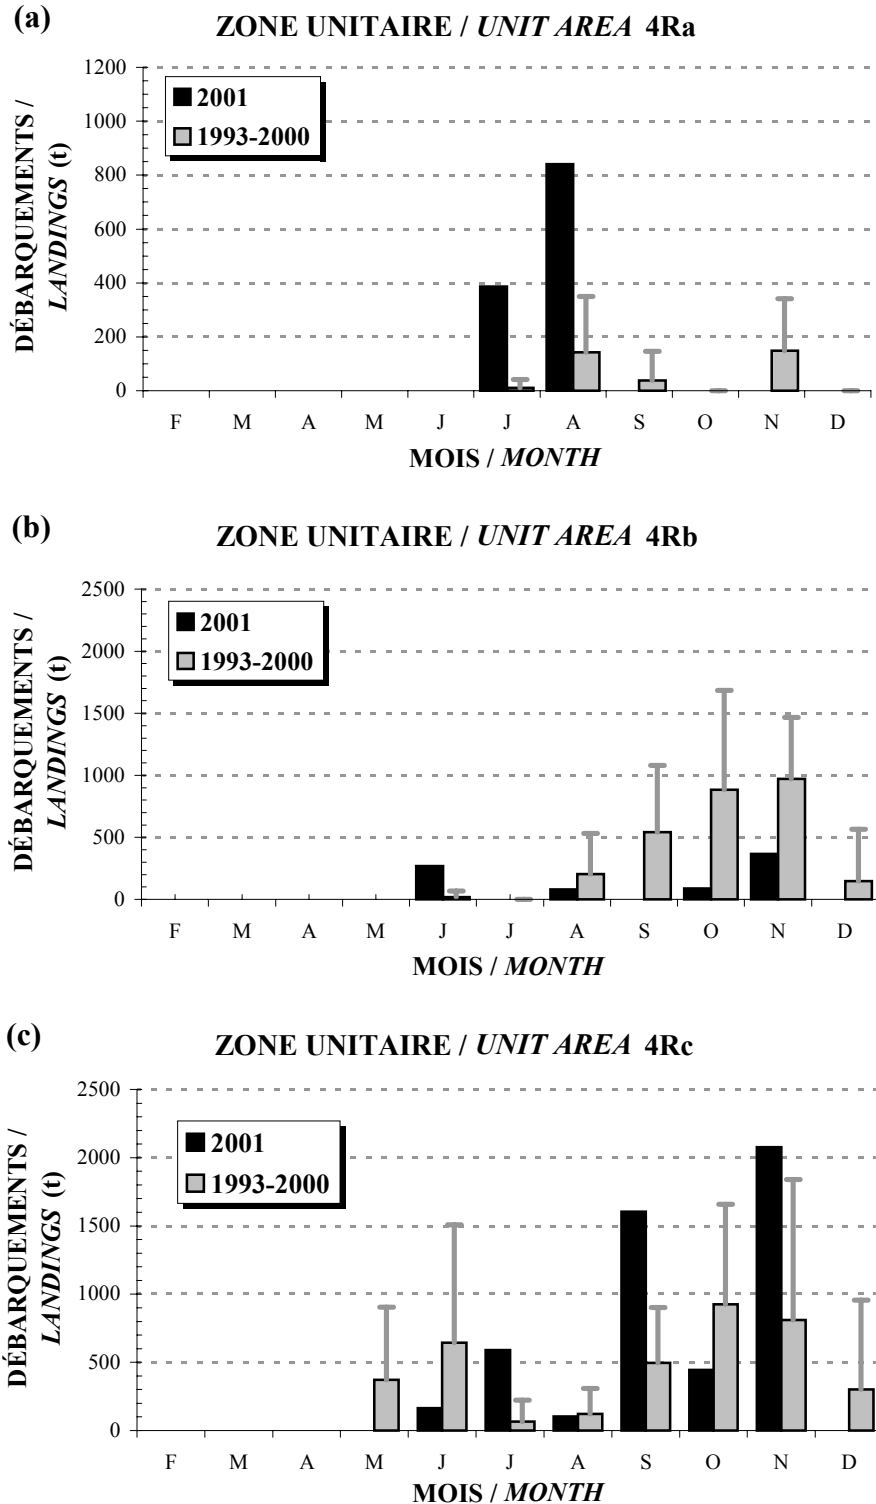 (a)
ZONE UNITAIRE / UNIT AREA 4Ra
DÉBARQUEMENTS /
LANDINGS (t)
1200
1000
800
600
400
200
0
2001
1993-2000
F M A M J J A S O N D
MOIS / MONTH
(b)
ZONE UNITAIRE / UNIT AREA 4Rb
DÉBARQUEMENTS /
LANDINGS (t)
2500
2000
1500
1000
500
0
2001
1993-2000
F M A M J J A S O N D
MOIS / MONTH
(c)
ZONE UNITAIRE / UNIT AREA 4Rc
DÉBARQUEMENTS /
LANDINGS (t)
2500
2000
1500
1000
500
0
2001
1993-2000
F M A M J J A S O N D
MOIS / MONTH